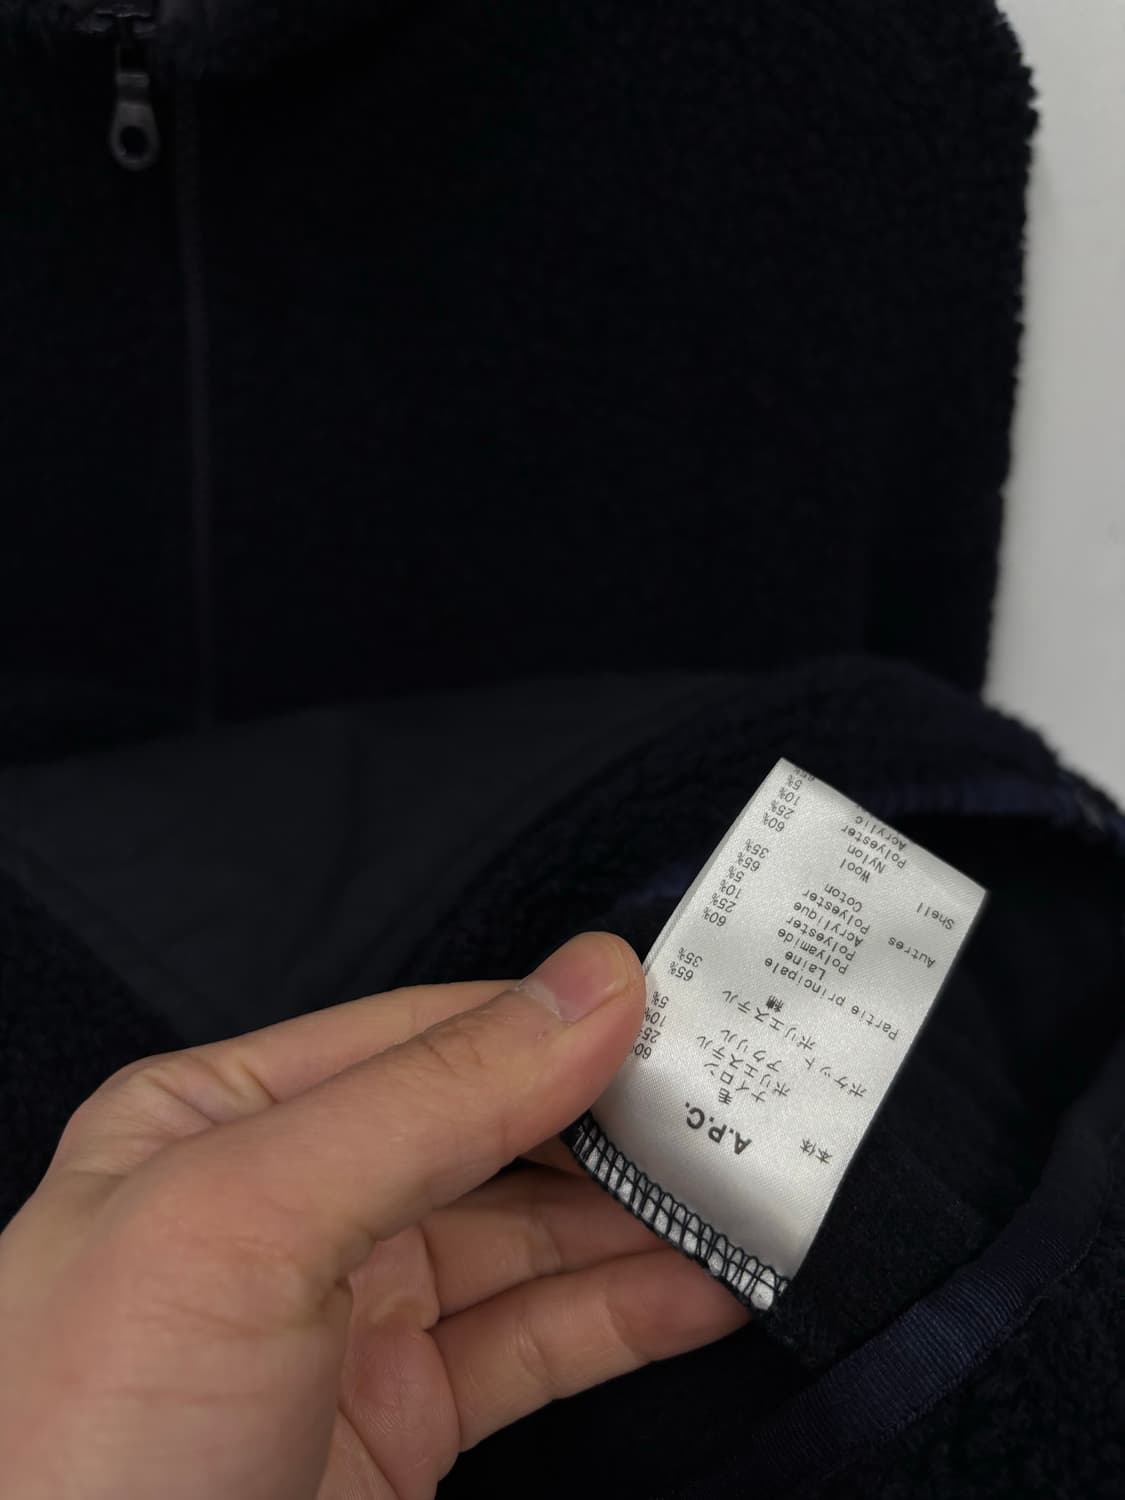 A.P.C.
本体
毛 60%
ナイロン 25%
ポリエステル 10%
アクリル 5%
ポケット
ポリエステル 65%
綿 35%
Partie principale
Laine 60%
Polyamide 25%
Polyester 10%
Acrylique 5%
Autres
Polyester 65%
Coton 35%
Shell
Wool 60%
Nylon 25%
Polyester 10%
Acrylic 5%